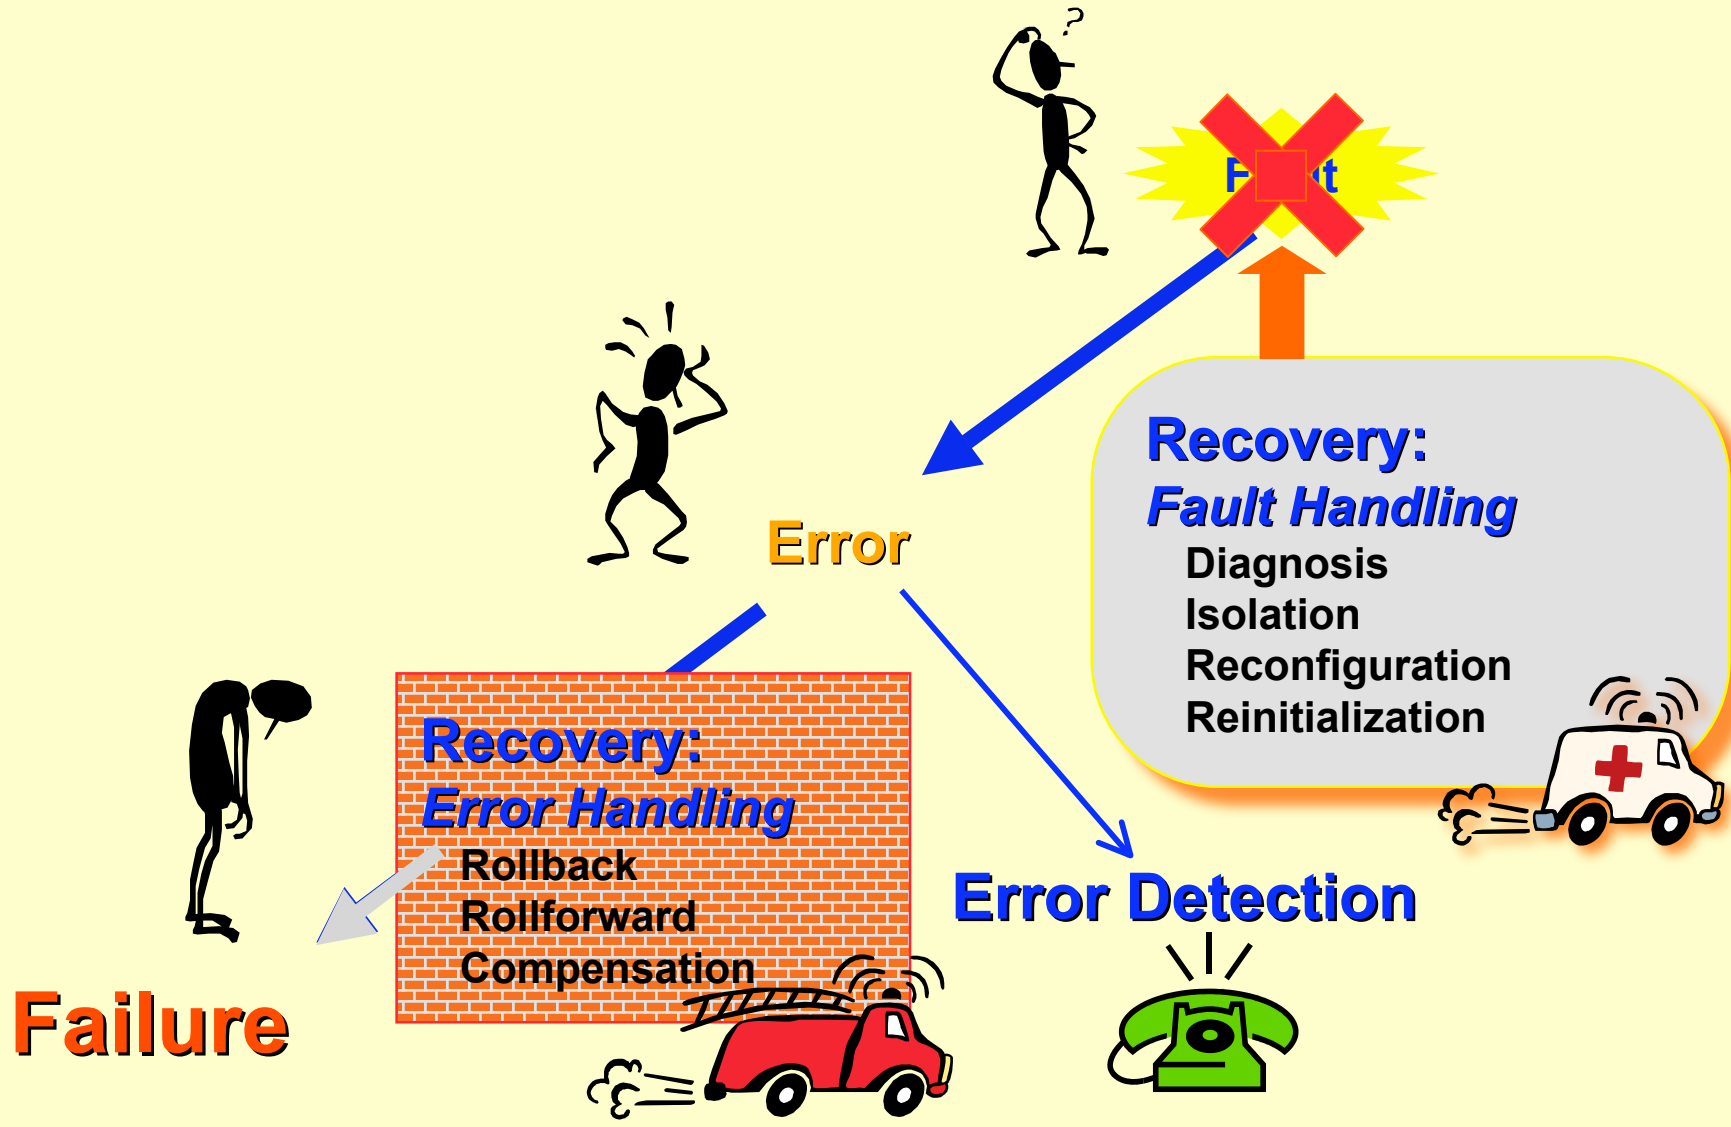 ?
Recovery:
Fault Handling
Diagnosis
Isolation
Reconfiguration
Reinitialization
Error
Recovery:
Error Handling
Rollback
Rollforward
Compensation
Error Detection
Failure